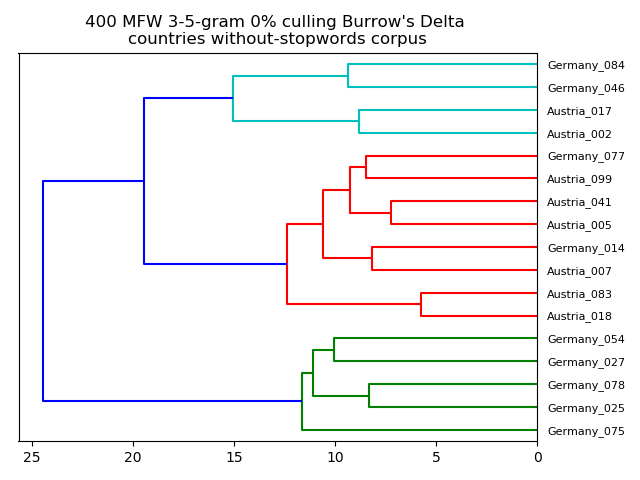 400 MFW 3-5-gram 0% culling Burrow's Delta
countries without-stopwords corpus
Germany_084
Germany_046
Austria_017
Austria_002
Germany_077
Austria_099
Austria_041
Austria_005
Germany_014
Austria_007
Austria_083
Austria_018
Germany_054
Germany_027
Germany_078
Germany_025
Germany_075
25 20 15 10 5 0